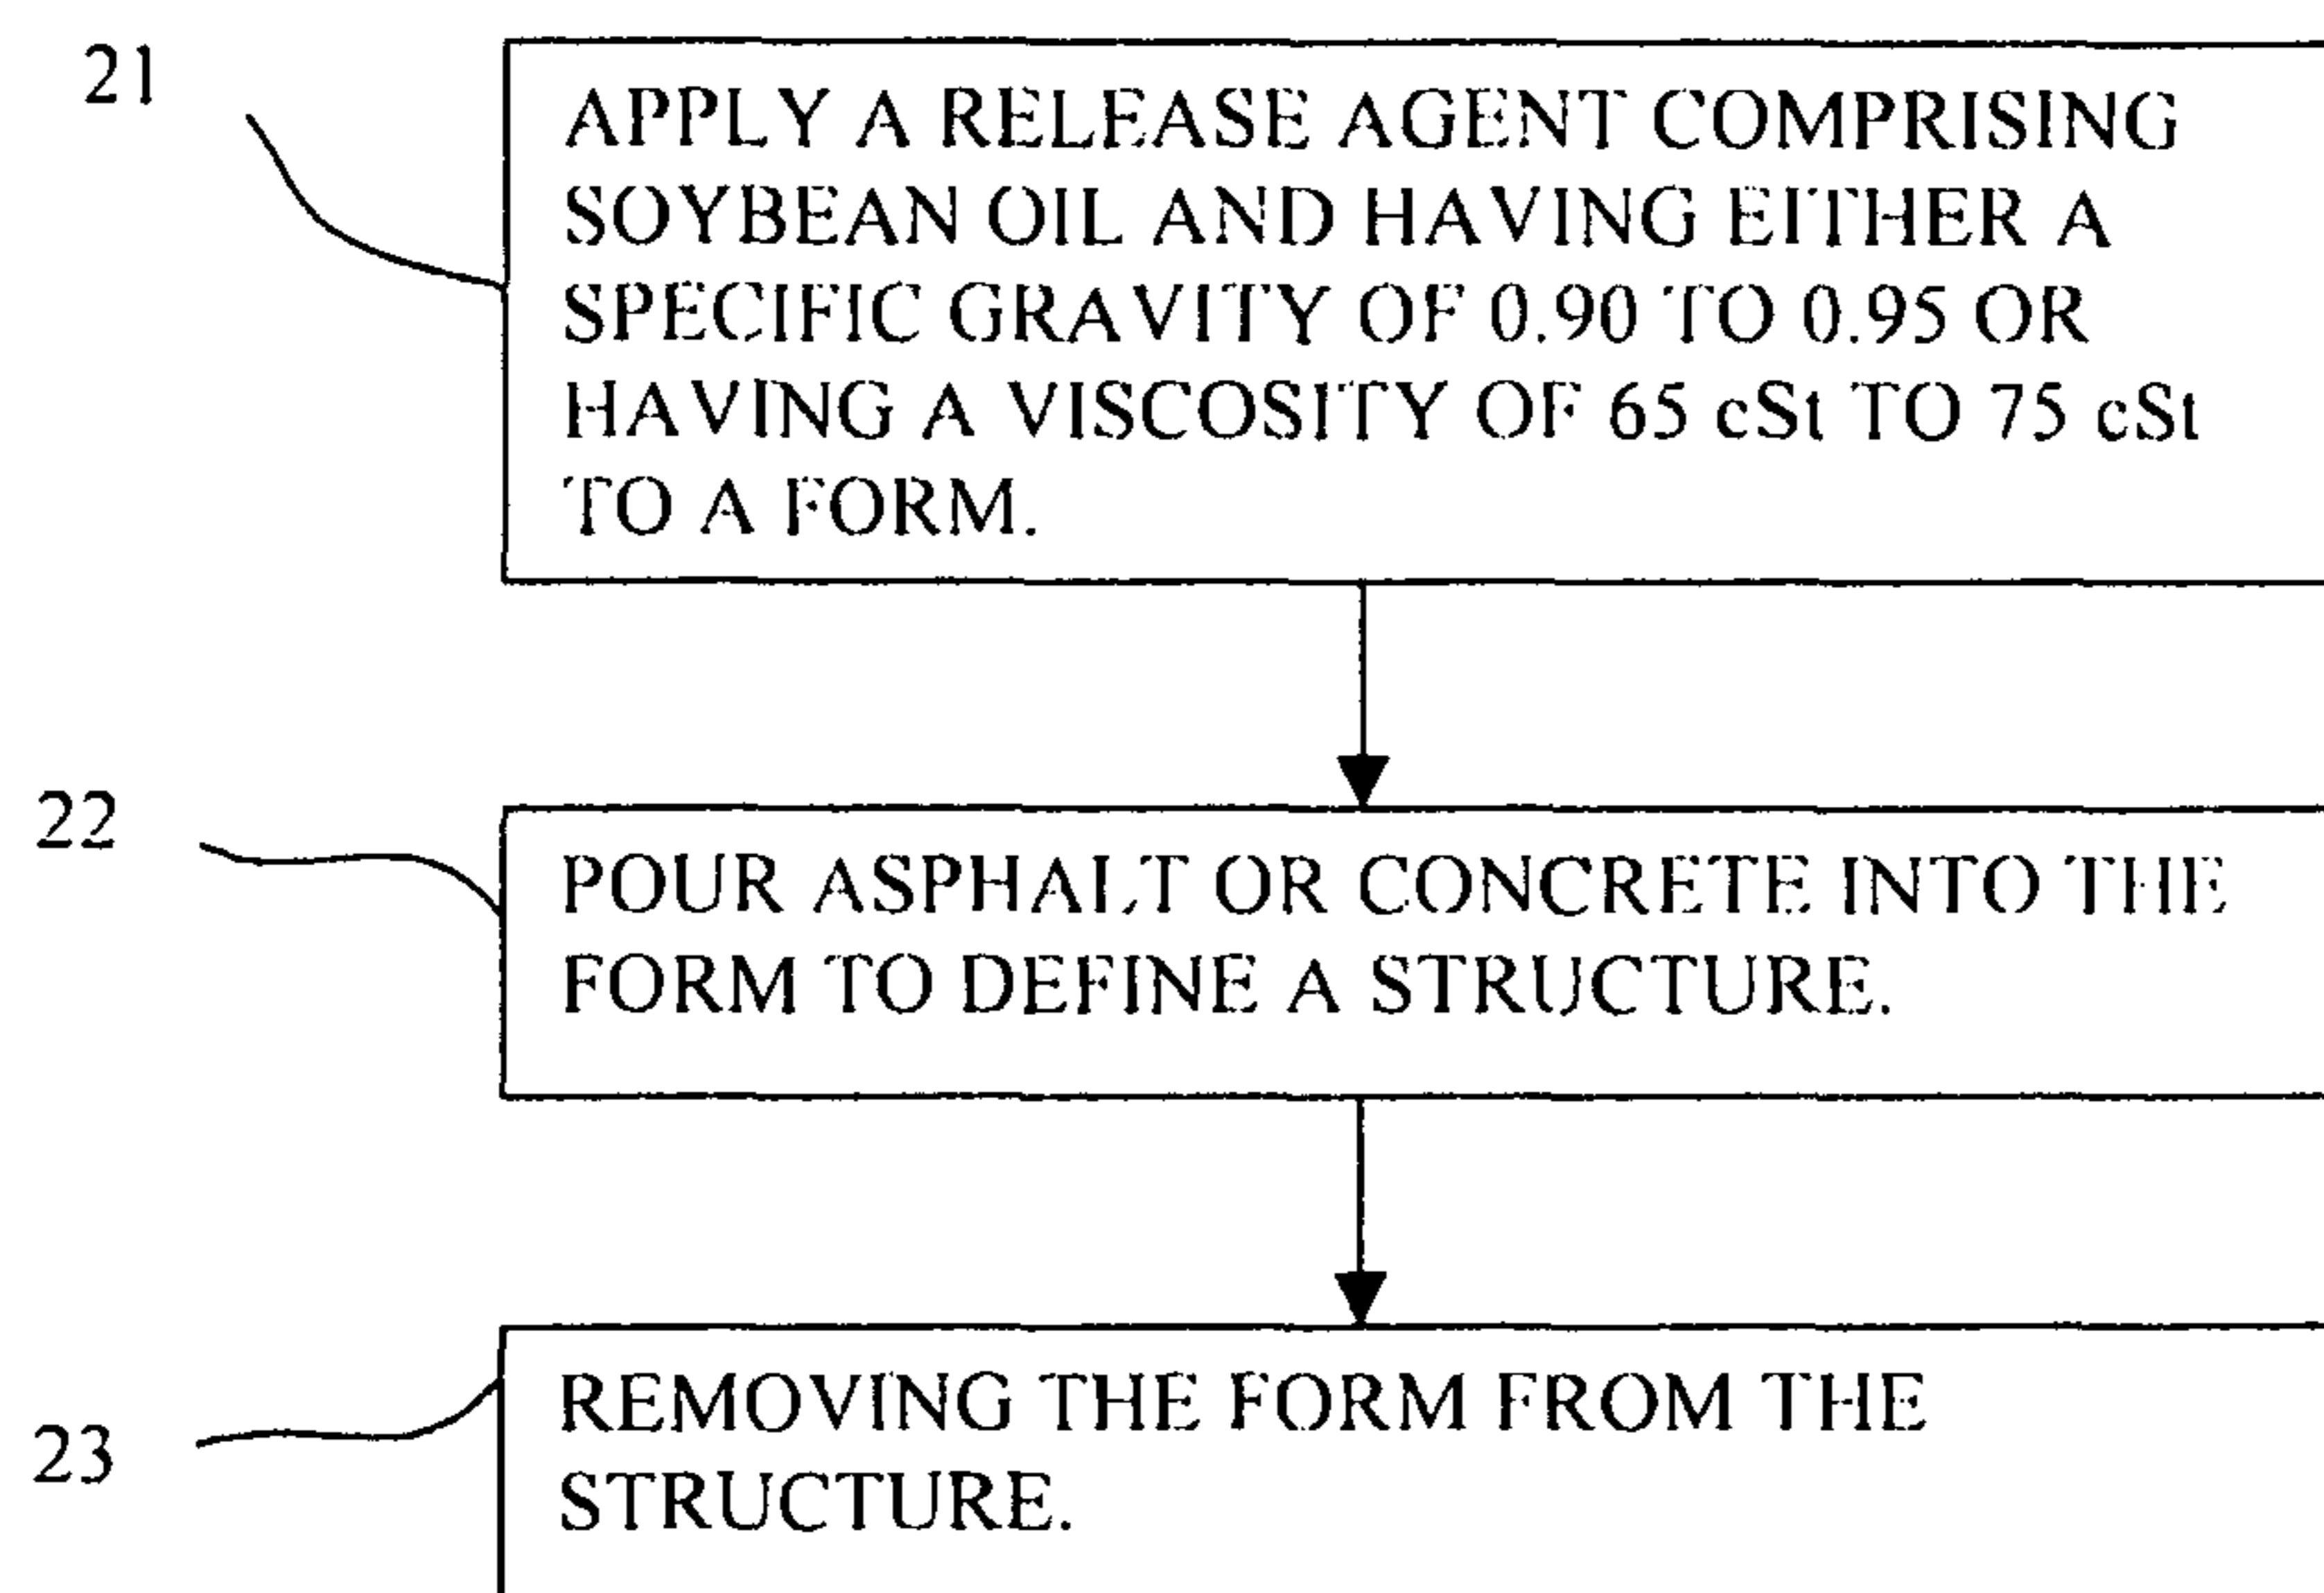 21
APPLY A RELEASE AGENT COMPRISING
SOYBEAN OIL AND HAVING EITHER A
SPECIFIC GRAVITY OF 0.90 TO 0.95 OR
HAVING A VISCOSITY OF 65 cSt TO 75 cSt
TO A FORM.
22
POUR ASPHALT OR CONCRETE INTO THE
FORM TO DEFINE A STRUCTURE.
23
REMOVING THE FORM FROM THE
STRUCTURE.